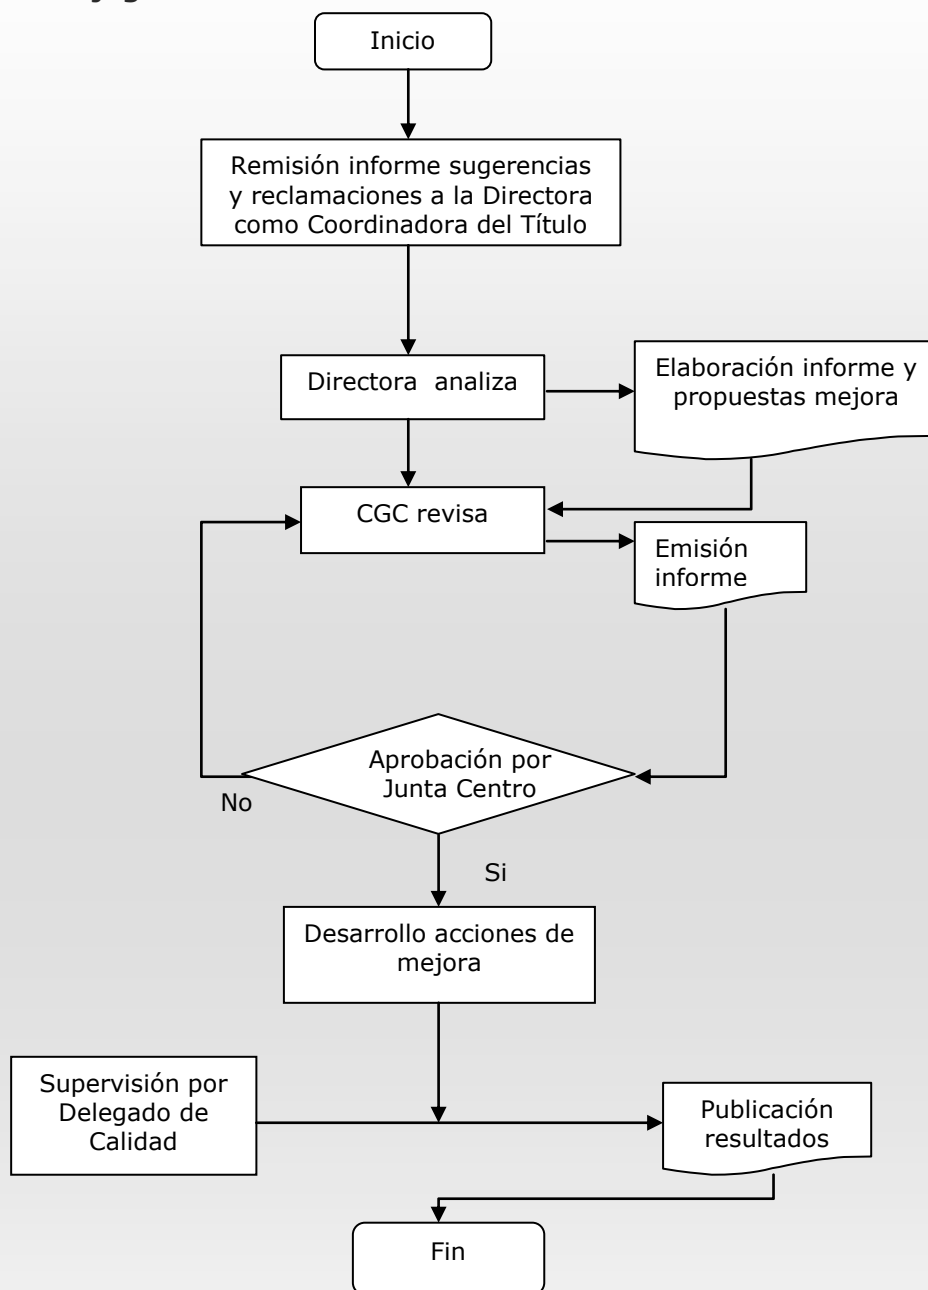 Inicio
Remisión informe sugerencias
y reclamaciones a la Directora
como Coordinadora del Título
Directora analiza
Elaboración informe y
propuestas mejora
CGC revisa
Emisión
informe
Aprobación por
Junta Centro
No
Si
Desarrollo acciones de
mejora
Supervisión por
Delegado de
Calidad
Publicación
resultados
Fin